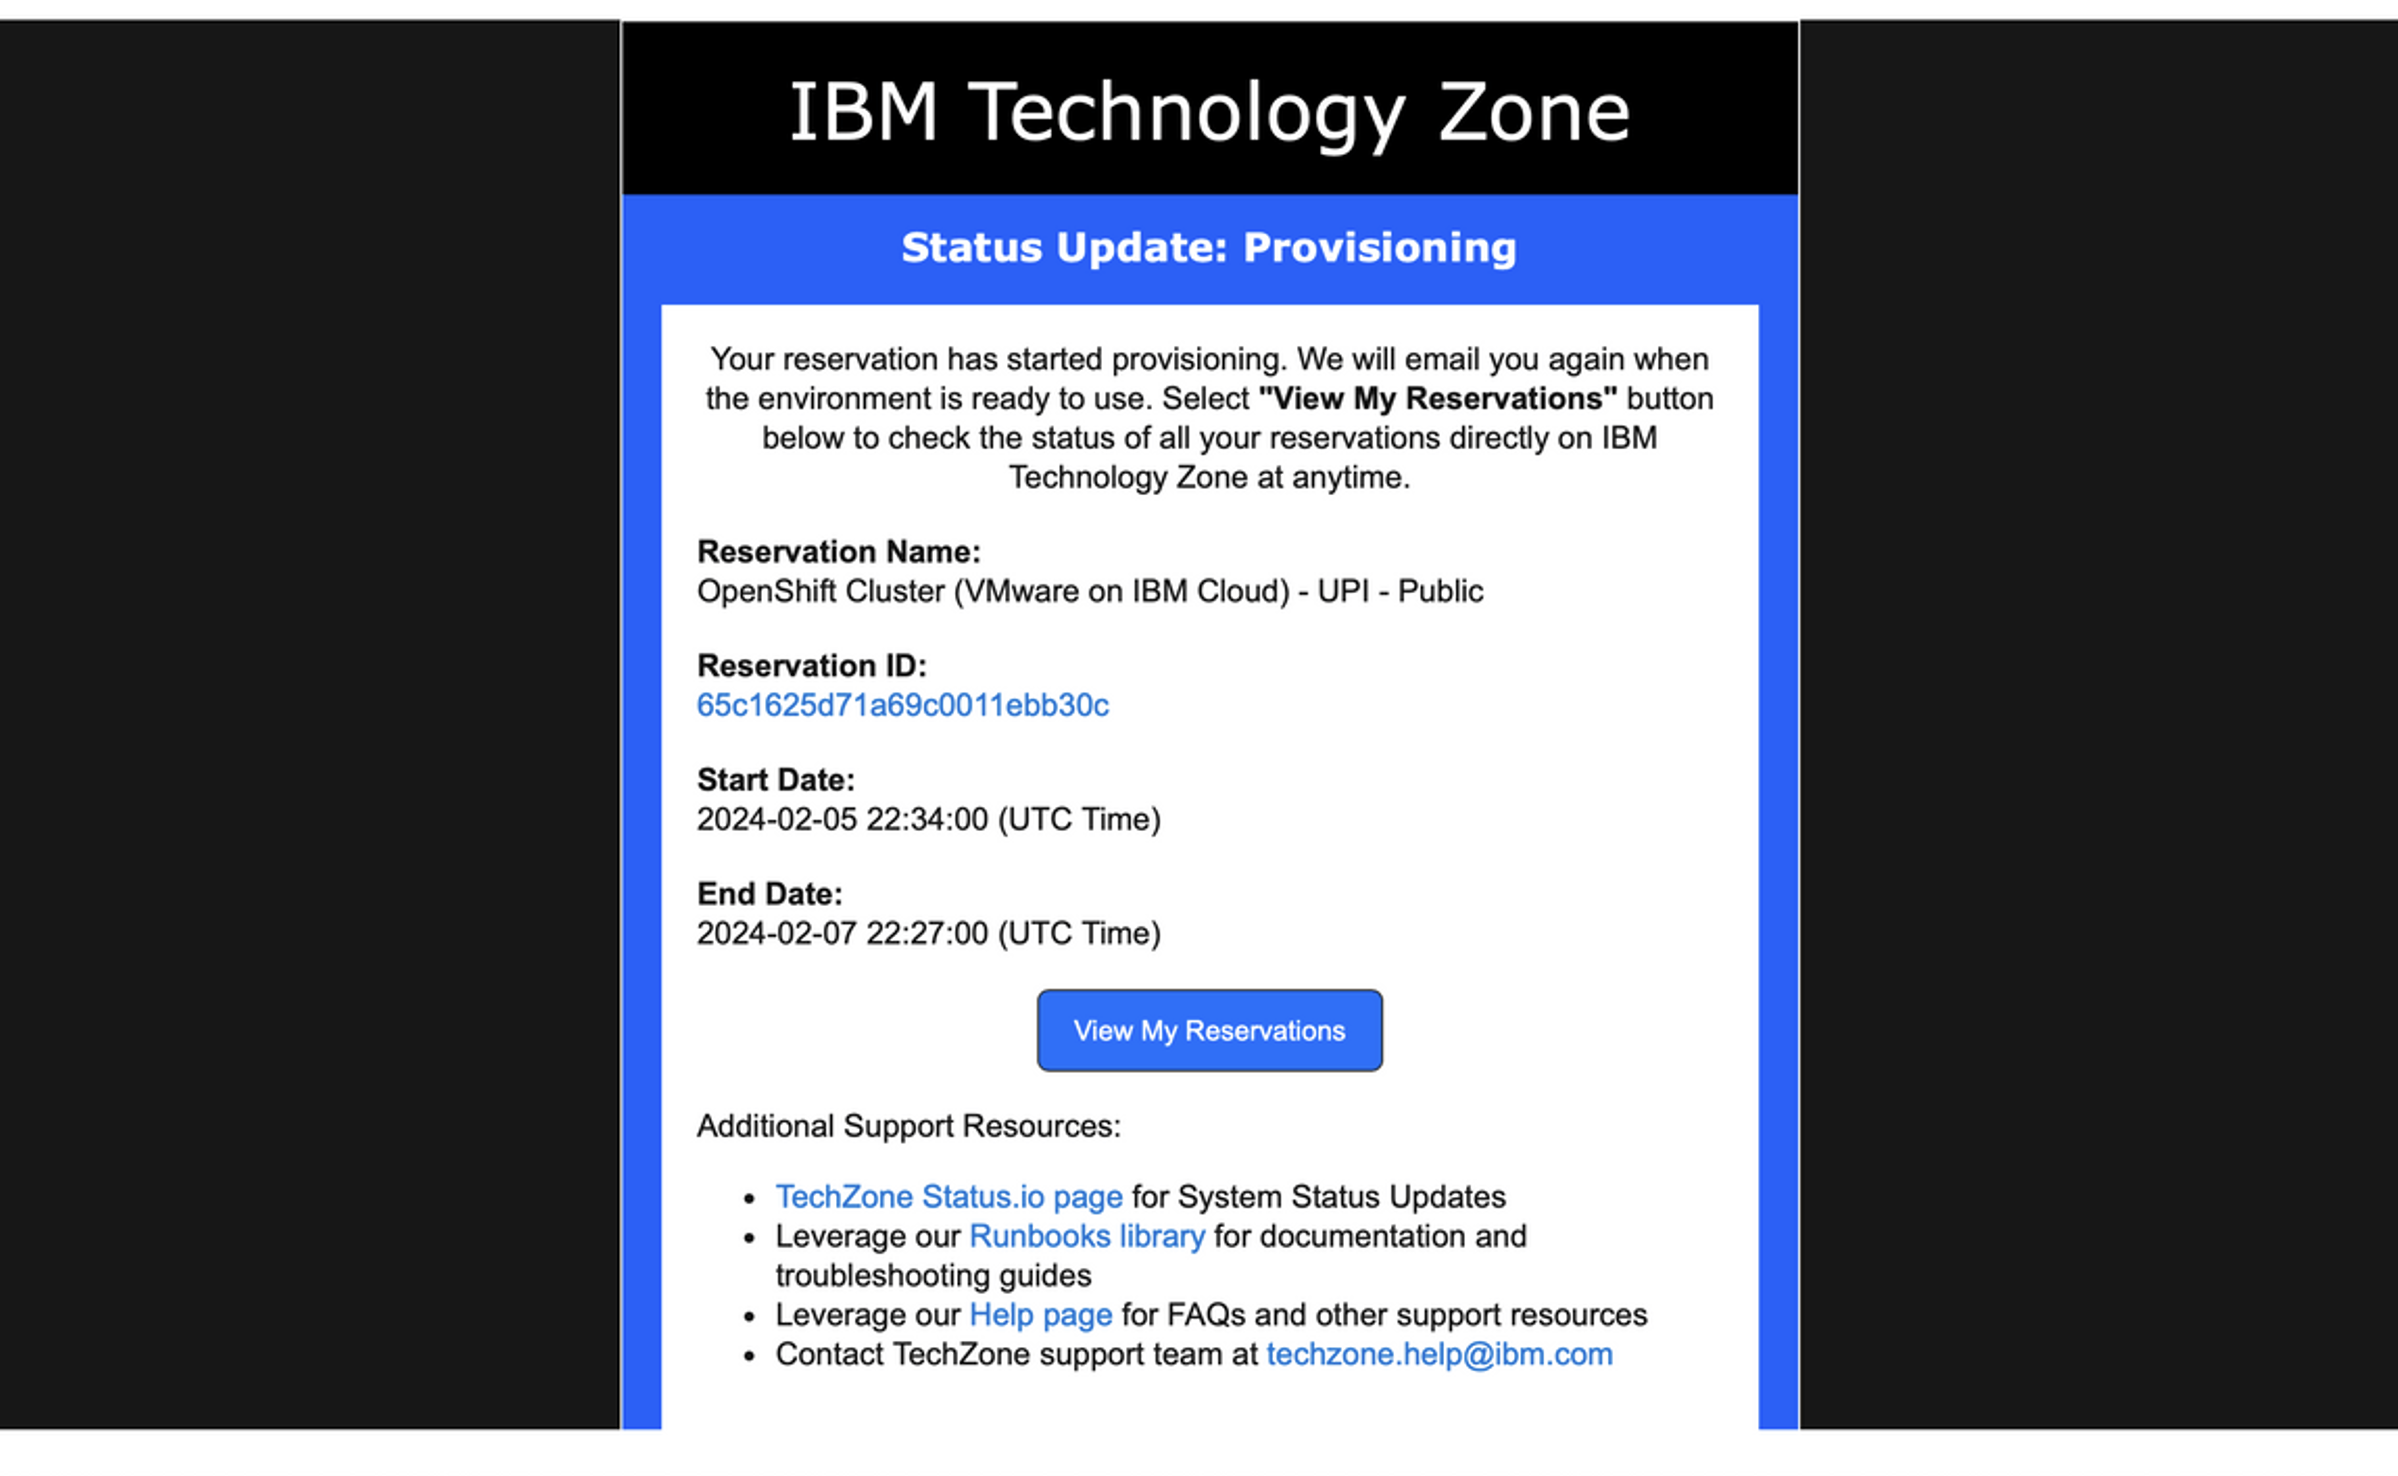 IBM Technology Zone
Status Update: Provisioning
Your reservation has started provisioning. We will email you again when
the environment is ready to use. Select "View My Reservations" button
below to check the status of all your reservations directly on IBM
Technology Zone at anytime.
Reservation Name:
OpenShift Cluster (VMware on IBM Cloud) - UPI - Public
Reservation ID:
65c1625d71a69c0011ebb30c
Start Date:
2024-02-05 22:34:00 (UTC Time)
End Date:
2024-02-07 22:27:00 (UTC Time)
View My Reservations
Additional Support Resources:
• TechZone Status.io page for System Status Updates
• Leverage our Runbooks library for documentation and
troubleshooting guides
• Leverage our Help page for FAQs and other support resources
• Contact TechZone support team at techzone.help@ibm.com